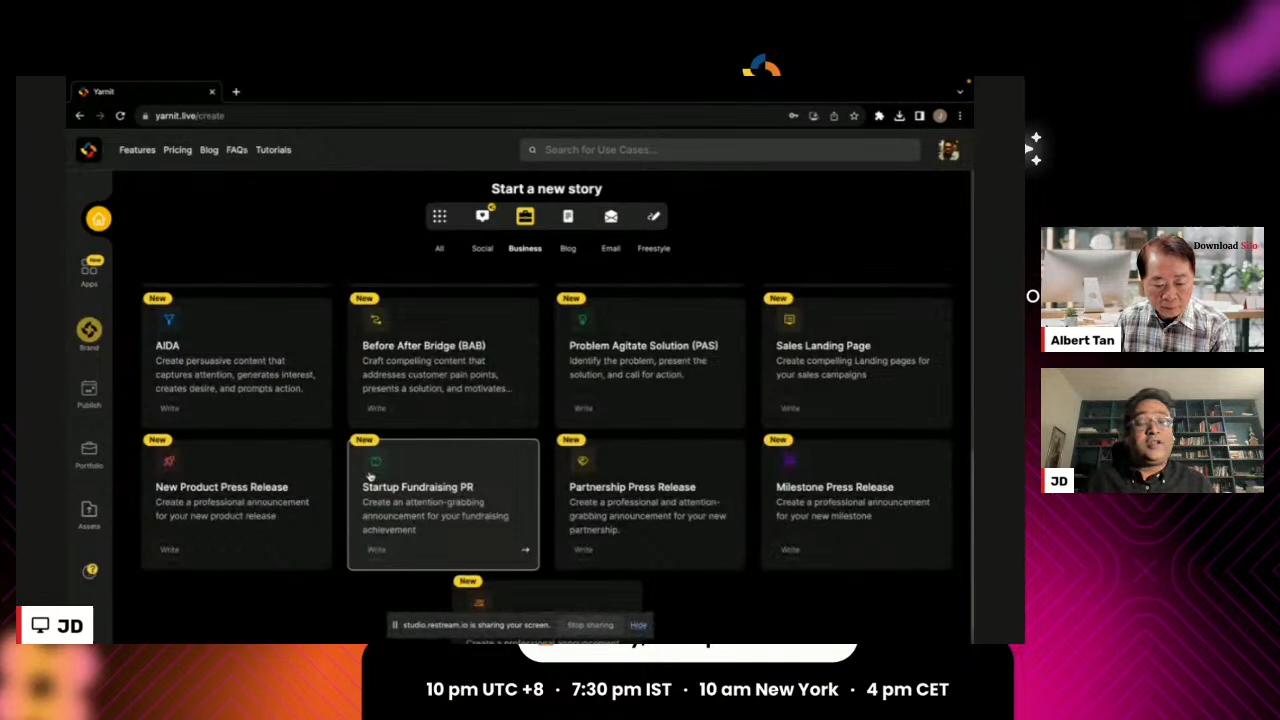 Yarnit
yarnit.live/create
J
Features Pricing Blog FAQs Tutorials
Search for Use Cases...
Start a new story
All Social Business Blog Email Freestyle
New
Apps
Brand
Publish
Portfolio
Assets
New
AIDA
Create persuasive content that
captures attention, generates interest,
creates desire, and prompts action.
Write
New
Before After Bridge (BAB)
Craft compelling content that
addresses customer pain points,
presents a solution, and motivates...
Write
New
Problem Agitate Solution (PAS)
Identify the problem, present the
solution, and call for action.
Write
New
Sales Landing Page
Create compelling Landing pages for
your sales campaigns
Write
New
New Product Press Release
Create a professional announcement
for your new product release
Write
New
Startup Fundraising PR
Create an attention-grabbing
announcement for your fundraising
achievement
Write
New
Partnership Press Release
Create a professional and attention-
grabbing announcement for your new
partnership.
Write
New
Milestone Press Release
Create a professional announcement
for your new milestone
Write
New
Create a professional announcement
studio.restream.io is sharing your screen. Stop sharing Hide
JD
Download Silo
Albert Tan
JD
10 pm UTC +8 · 7:30 pm IST · 10 am New York · 4 pm CET